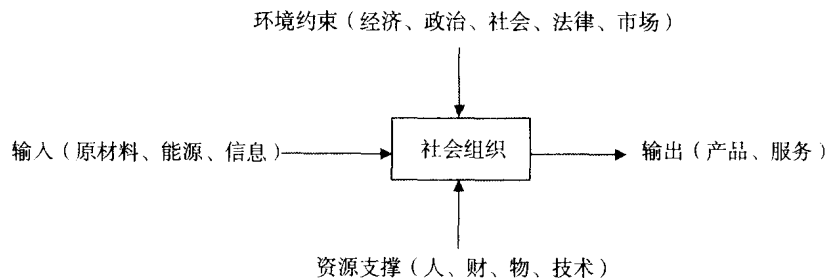 环境约束（经济、政治、社会、法律、市场）
输入（原材料、能源、信息）
社会组织
输出（产品、服务）
资源支撑（人、财、物、技术）